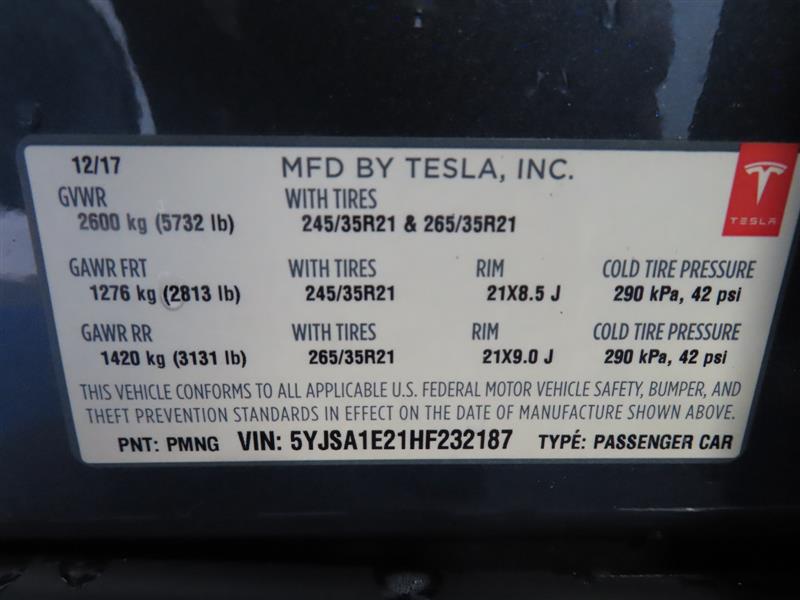 12/17 MFD BY TESLA, INC.
GVWR WITH TIRES
2600 kg (5732 lb) 245/35R21 & 265/35R21
TESLA
GAWR FRT WITH TIRES RIM COLD TIRE PRESSURE
1276 kg (2813 lb) 245/35R21 21X8.5 J 290 kPa, 42 psi
GAWR RR WITH TIRES RIM COLD TIRE PRESSURE
1420 kg (3131 lb) 265/35R21 21X9.0 J 290 kPa, 42 psi
THIS VEHICLE CONFORMS TO ALL APPLICABLE U.S. FEDERAL MOTOR VEHICLE SAFETY, BUMPER, AND
THEFT PREVENTION STANDARDS IN EFFECT ON THE DATE OF MANUFACTURE SHOWN ABOVE.
PNT: PMNG VIN: 5YJSA1E21HF232187 TYPE: PASSENGER CAR